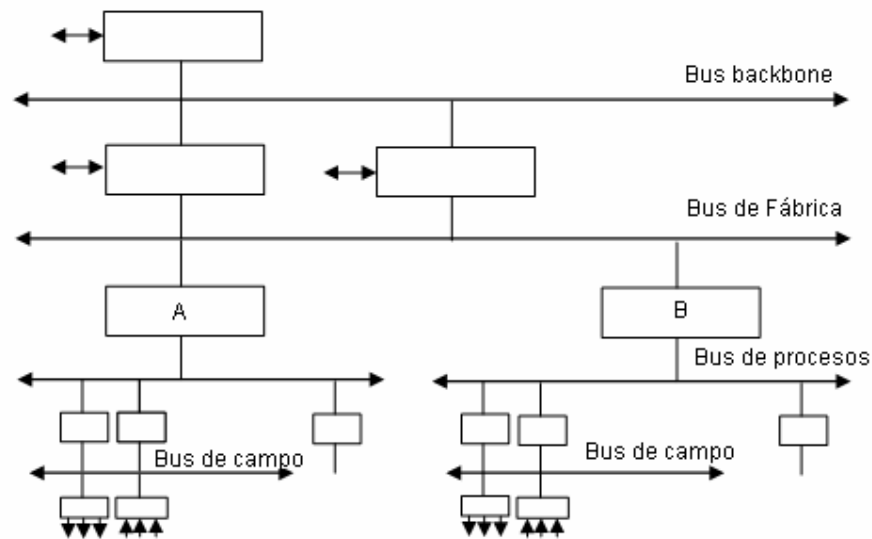 Bus backbone
Bus de Fábrica
A
B
Bus de procesos
Bus de campo
Bus de campo